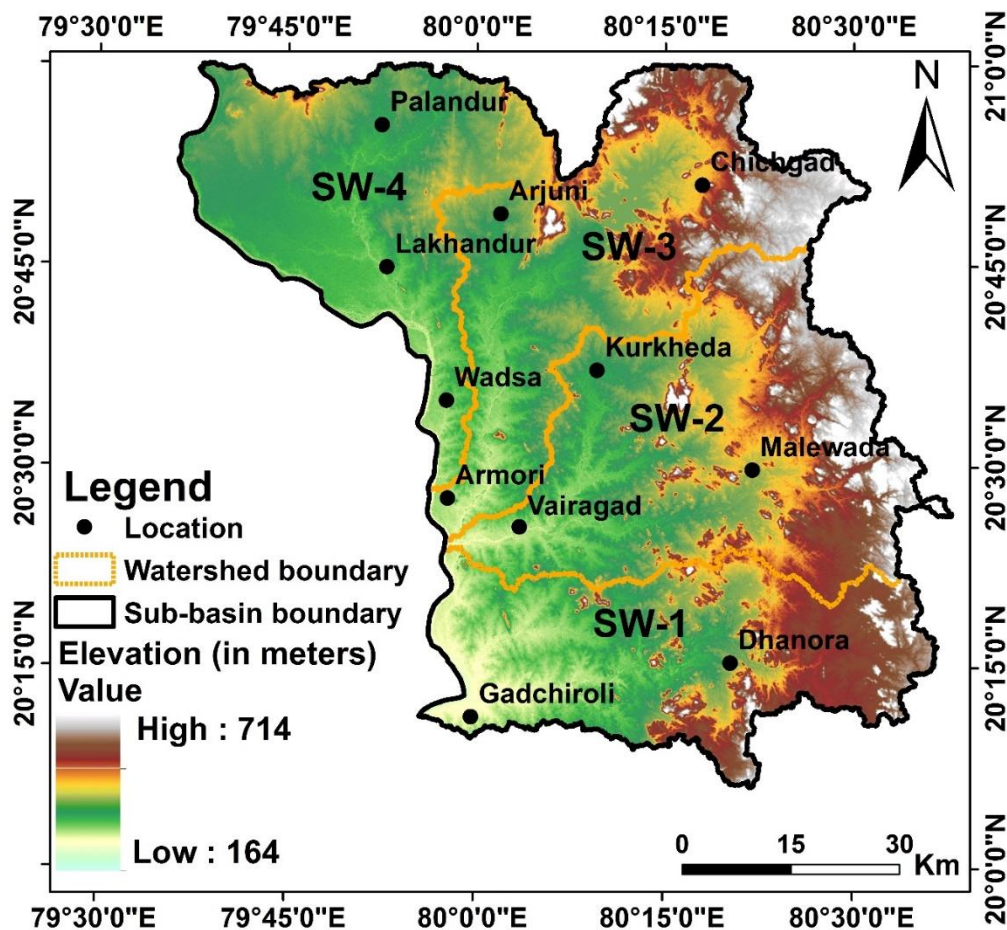 79°30'0"E 79°45'0"E 80°0'0"E 80°15'0"E 80°30'0"E
21°0'0"N
N
Palandur
Chichgad
SW-4
Arjuni
SW-3
Lakhandur
20°45'0"N 20°45'0"N
Kurkheda
Wadsa
SW-2
Malewada
20°30'0"N 20°30'0"N
Armori
Vairagad
Legend
Location
Watershed boundary
Sub-basin boundary
SW-1
Dhanora
Elevation (in meters)
20°15'0"N 20°15'0"N
Value
Gadchiroli
High : 714
Low : 164
0 15 30
Km
20°0'0"N
79°30'0"E 79°45'0"E 80°0'0"E 80°15'0"E 80°30'0"E